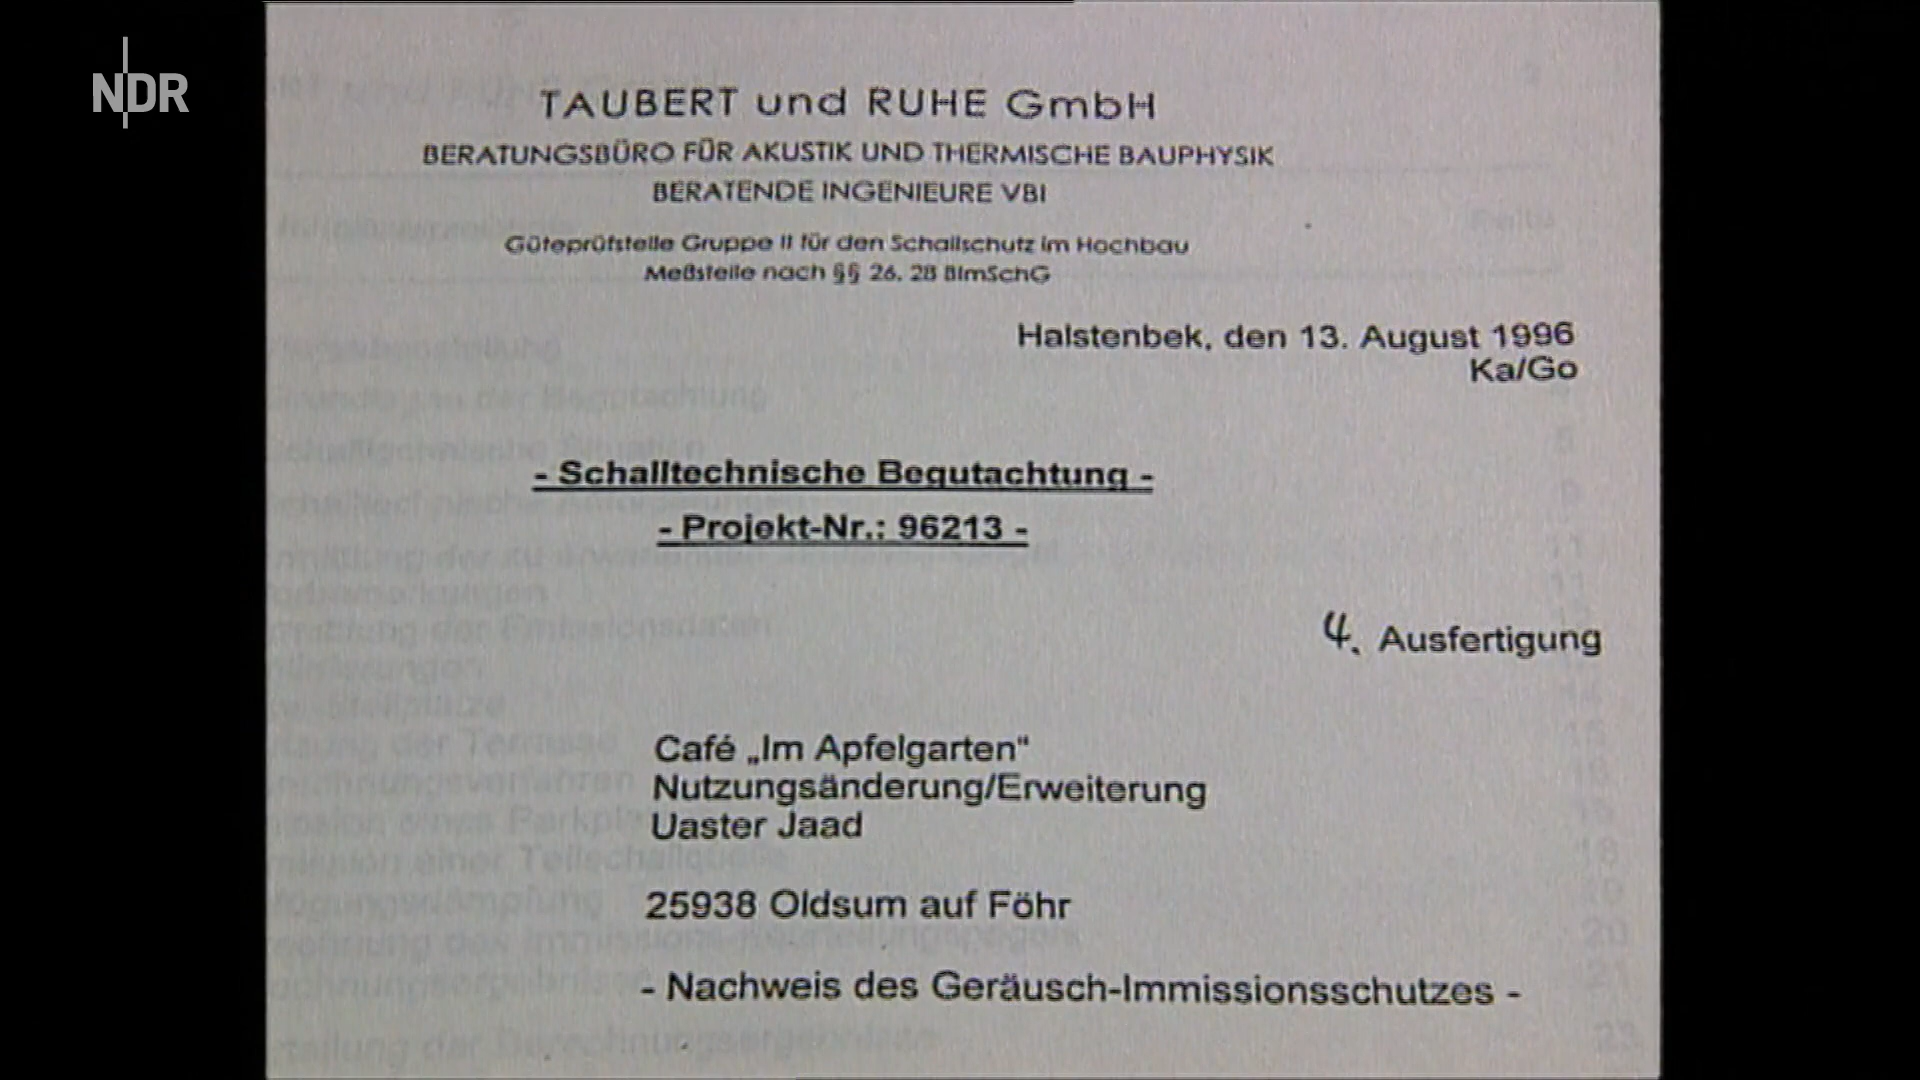 NDR
TAUBERT und RUHE GmbH
BERATUNGSBÜRO FÜR AKUSTIK UND THERMISCHE BAUPHYSIK
BERATENDE INGENIEURE VBI
Güteprüfstelle Gruppe II für den Schallschutz im Hochbau
Meßstelle nach §§ 26, 28 BImSchG
Halstenbek, den 13. August 1996
Ka/Go
- Schalltechnische Begutachtung -
- Projekt-Nr.: 96213 -
4. Ausfertigung
Café „Im Apfelgarten“
Nutzungsänderung/Erweiterung
Uaster Jaad
25938 Oldsum auf Föhr
- Nachweis des Geräusch-Immissionsschutzes -